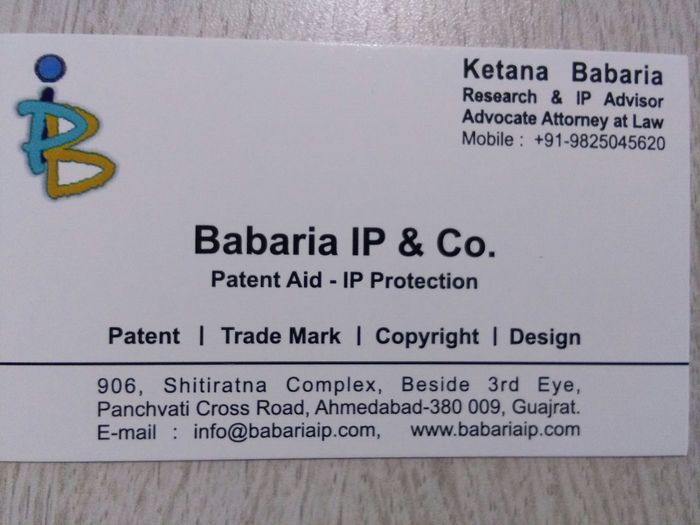 Ketana Babaria
Research & IP Advisor
Advocate Attorney at Law
Mobile : +91-9825045620
iPB
Babaria IP & Co.
Patent Aid - IP Protection
Patent | Trade Mark | Copyright | Design
906, Shitiratna Complex, Beside 3rd Eye,
Panchvati Cross Road, Ahmedabad-380 009, Guajrat.
E-mail : info@babariaip.com, www.babariaip.com